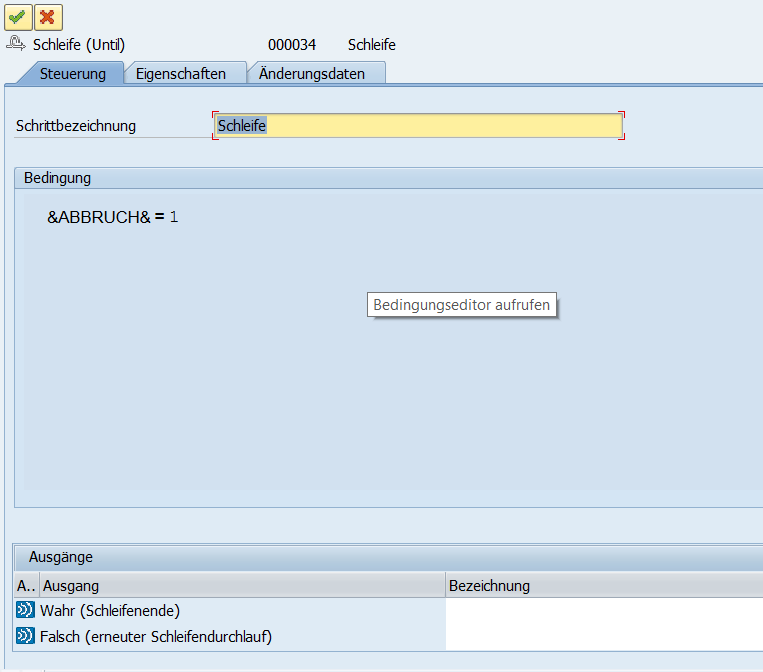 Schleife (Until) 000034 Schleife
Steuerung Eigenschaften Änderungsdaten
Schrittbezeichnung Schleife
Bedingung
&ABBRUCH& = 1
Bedingungseditor aufrufen
Ausgänge
A.. Ausgang Bezeichnung
Wahr (Schleifenende)
Falsch (erneuter Schleifendurchlauf)